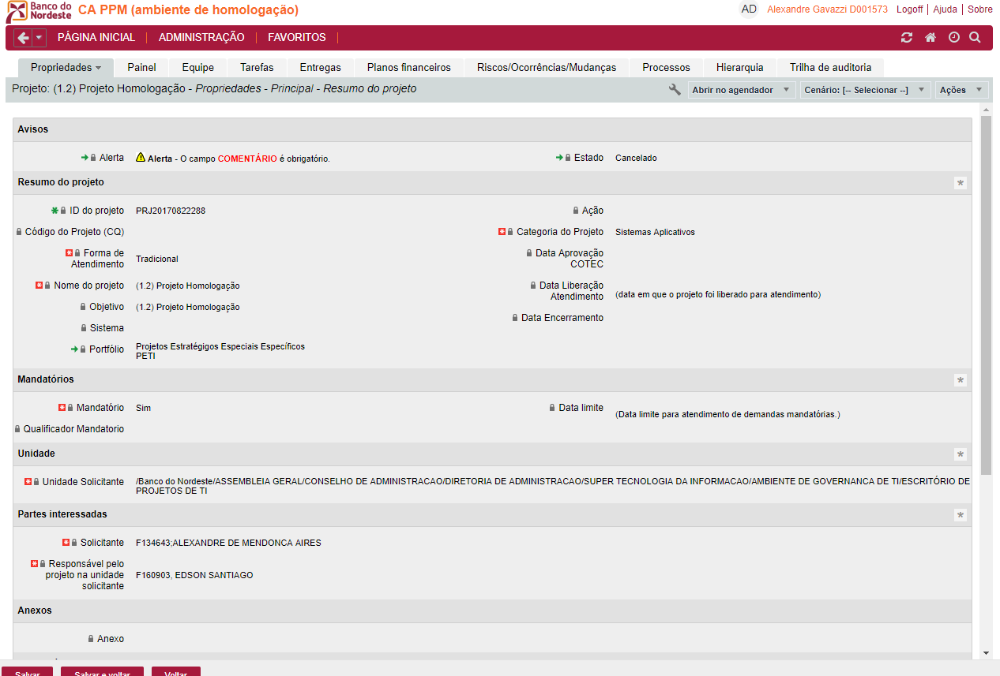 Banco do
Nordeste
CA PPM (ambiente de homologação)
AD Alexandre Gavazzi D001573 Logoff Ajuda Sobre
PÁGINA INICIAL ADMINISTRAÇÃO FAVORITOS
Propriedades Painel Equipe Tarefas Entregas Planos financeiros Riscos/Ocorrências/Mudanças Processos Hierarquia Trilha de auditoria
Projeto: (1.2) Projeto Homologação - Propriedades - Principal - Resumo do projeto Abrir no agendador Cenário: [-- Selecionar --] Ações
Avisos
Alerta Alerta - O campo COMENTÁRIO é obrigatório. Estado Cancelado
Resumo do projeto
ID do projeto PRJ20170822288 Ação
Código do Projeto (CQ) Categoria do Projeto Sistemas Aplicativos
Forma de
Atendimento
Tradicional
Data Aprovação
COTEC
Nome do projeto (1.2) Projeto Homologação
Data Liberação
Atendimento
(data em que o projeto foi liberado para atendimento)
Objetivo (1.2) Projeto Homologação
Data Encerramento
Sistema
Portfólio Projetos Estratégigos Especiais Específicos
PETI
Mandatórios
Mandatório Sim Data limite (Data limite para atendimento de demandas mandatórias.)
Qualificador Mandatorio
Unidade
Unidade Solicitante /Banco do Nordeste/ASSEMBLEIA GERAL/CONSELHO DE ADMINISTRACAO/DIRETORIA DE ADMINISTRACAO/SUPER TECNOLOGIA DA INFORMACAO/AMBIENTE DE GOVERNANCA DE TI/ESCRITÓRIO DE
PROJETOS DE TI
Partes interessadas
Solicitante F134643;ALEXANDRE DE MENDONCA AIRES
Responsável pelo
projeto na unidade
solicitante
F160903, EDSON SANTIAGO
Anexos
Anexo
Salvar Salvar e voltar Voltar